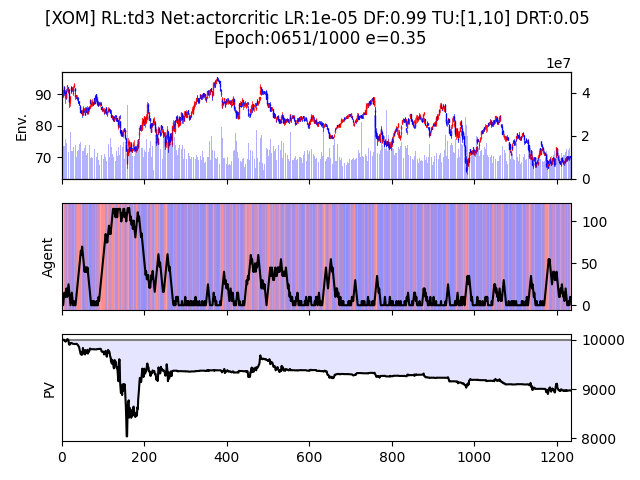 [XOM] RL:td3 Net:actorcritic LR:1e-05 DF:0.99 TU:[1,10] DRT:0.05
Epoch:0651/1000 e=0.35
1e7
Env.
90
80
70
4
2
0
Agent
100
50
0
PV
10000
9000
8000
0 200 400 600 800 1000 1200